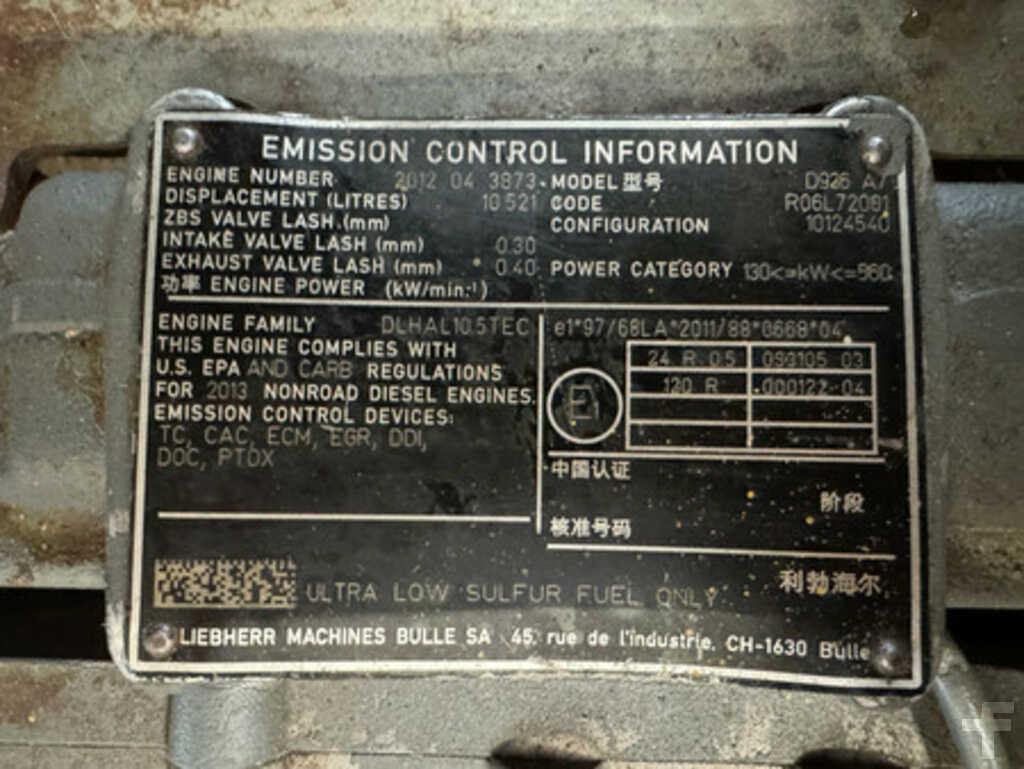 EMISSION CONTROL INFORMATION
ENGINE NUMBER 2012 04 3873
DISPLACEMENT (LITRES) 10.521
ZBS VALVE LASH (mm)
INTAKE VALVE LASH (mm) 0.30
EXHAUST VALVE LASH (mm) 0.40
功率 ENGINE POWER (kW/min⁻¹)
MODEL 型号 D926
CODE R06L72081
CONFIGURATION 10124540
POWER CATEGORY 130<=kW<=560
ENGINE FAMILY DLHAL10.5TEC
THIS ENGINE COMPLIES WITH
U.S. EPA AND CARB REGULATIONS
FOR 2013 NONROAD DIESEL ENGINES.
EMISSION CONTROL DEVICES:
TC, CAC, ECM, EGR, DDI,
DOC, PTOX
e1*97/68LA*2011/88*0668*04
E1
24 R 05 03
120 R 000122 04
中国认证
阶段
核准号码
ULTRA LOW SULFUR FUEL ONLY
利勃海尔
LIEBHERR MACHINES BULLE SA 45, rue de l'industrie, CH-1630 Bulle